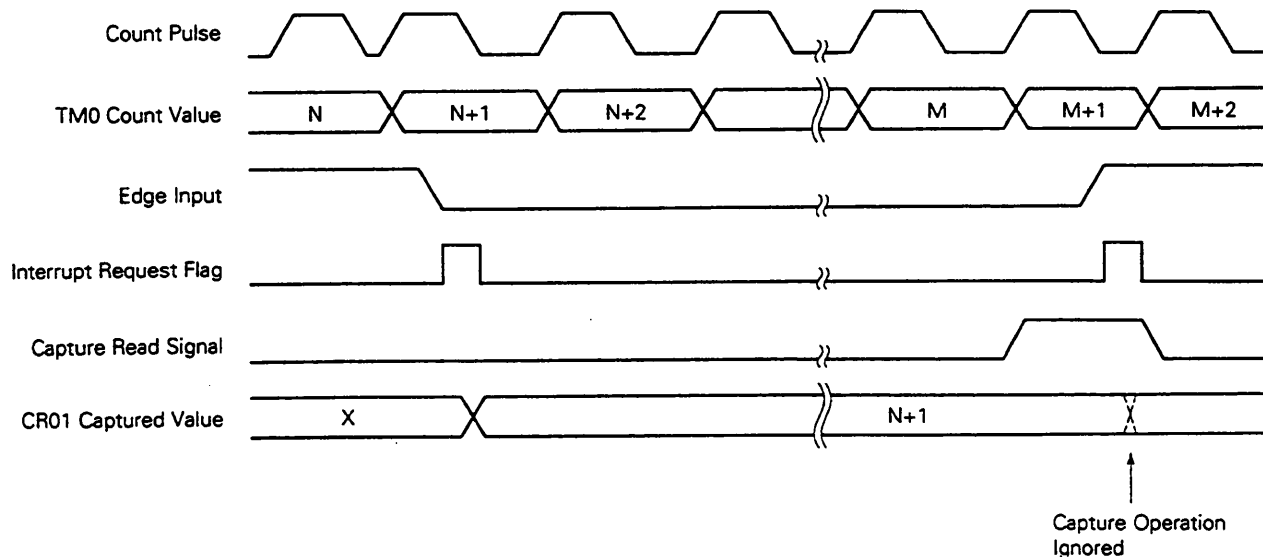 Count Pulse
TM0 Count Value
N
N+1
N+2
M
M+1
M+2
Edge Input
Interrupt Request Flag
Capture Read Signal
CR01 Captured Value
X
N+1
Capture Operation
Ignored